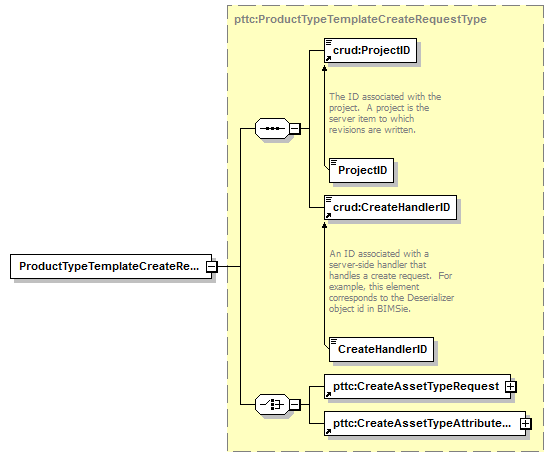 pttc:ProductTypeTemplateCreateRequestType
crud:ProjectID
The ID associated with the
project.  A project is the
server item to which
revisions are written.
ProjectID
crud:CreateHandlerID
ProductTypeTemplateCreateRe...
An ID associated with a
server-side handler that
handles a create request.  For
example, this element
corresponds to the Deserializer
object id in BIMSie.
CreateHandlerID
pttc:CreateAssetTypeRequest
pttc:CreateAssetTypeAttribute...